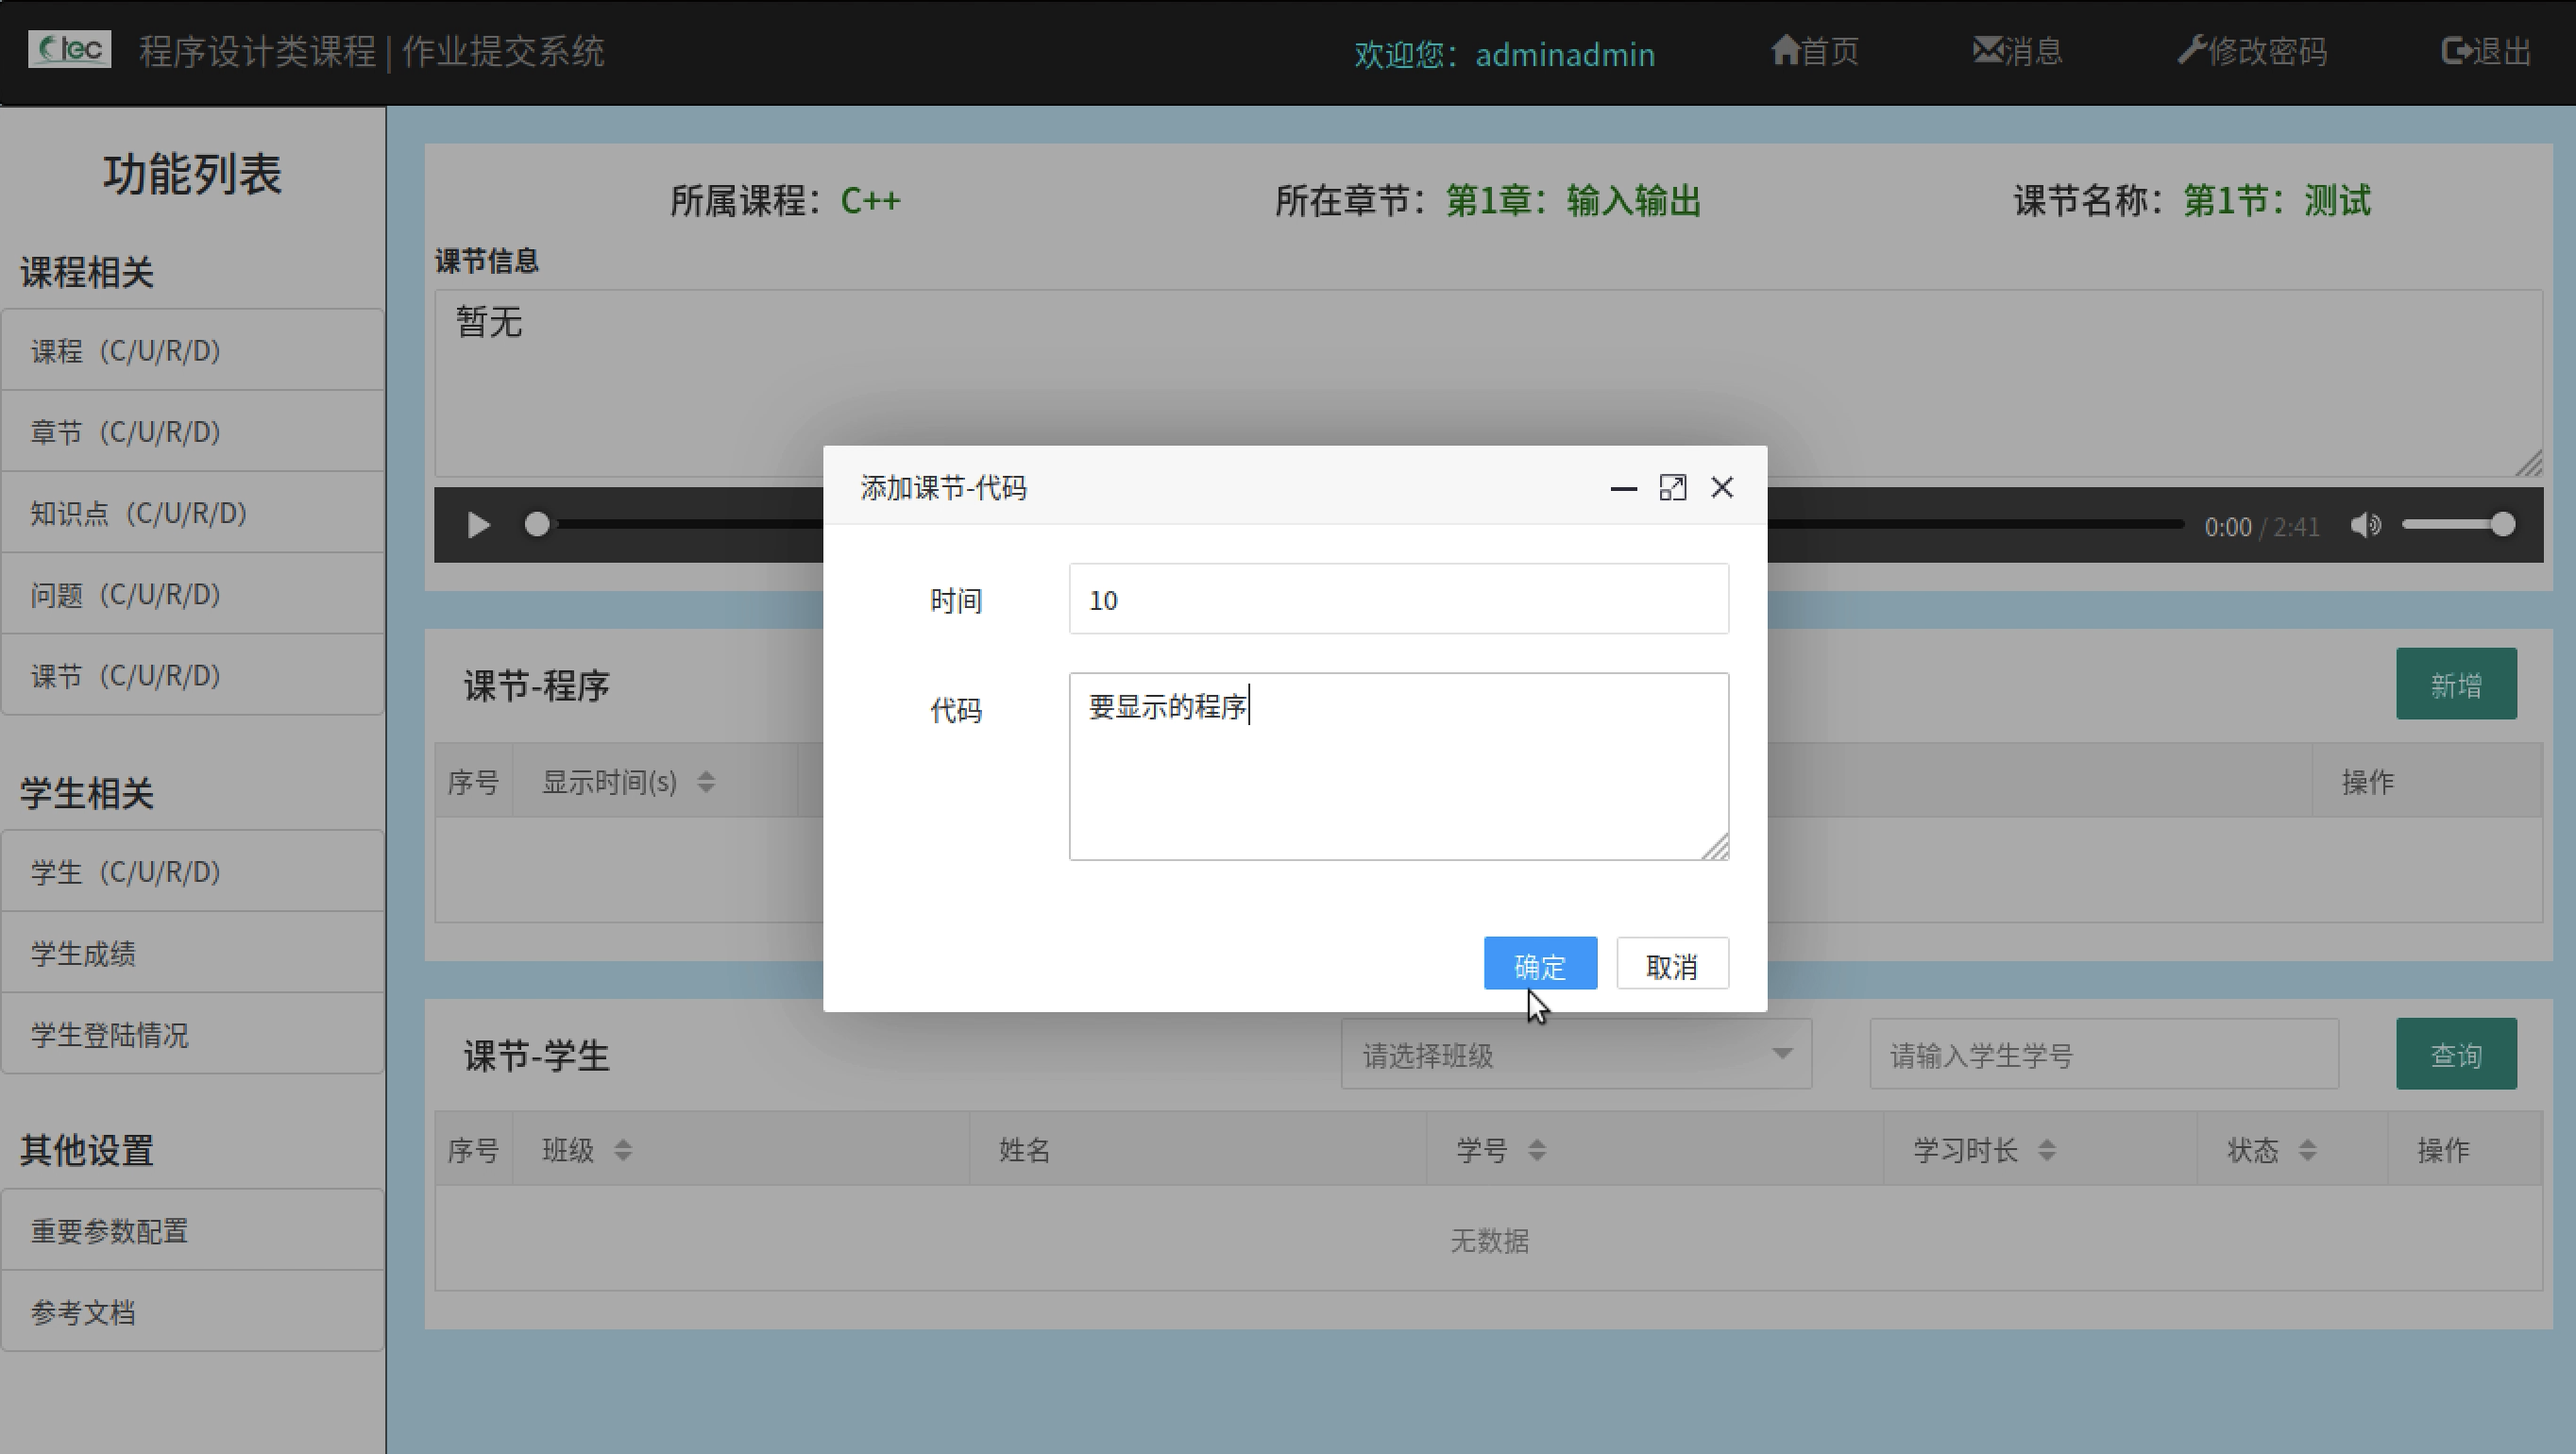 tec 程序设计类课程 | 作业提交系统
欢迎您：adminadmin
首页
消息
修改密码
退出
功能列表
课程相关
课程（C/U/R/D）
章节（C/U/R/D）
知识点（C/U/R/D）
问题（C/U/R/D）
课节（C/U/R/D）
学生相关
学生（C/U/R/D）
学生成绩
学生登陆情况
其他设置
重要参数配置
参考文档
所属课程：C++
所在章节：第1章：输入输出
课节名称：第1节：测试
课节信息
暂无
0:00 / 2:41
添加课节-代码
时间
10
代码
要显示的程序
确定
取消
课节-程序
新增
序号
显示时间(s)
操作
课节-学生
请选择班级
请输入学生学号
查询
序号
班级
姓名
学号
学习时长
状态
操作
无数据